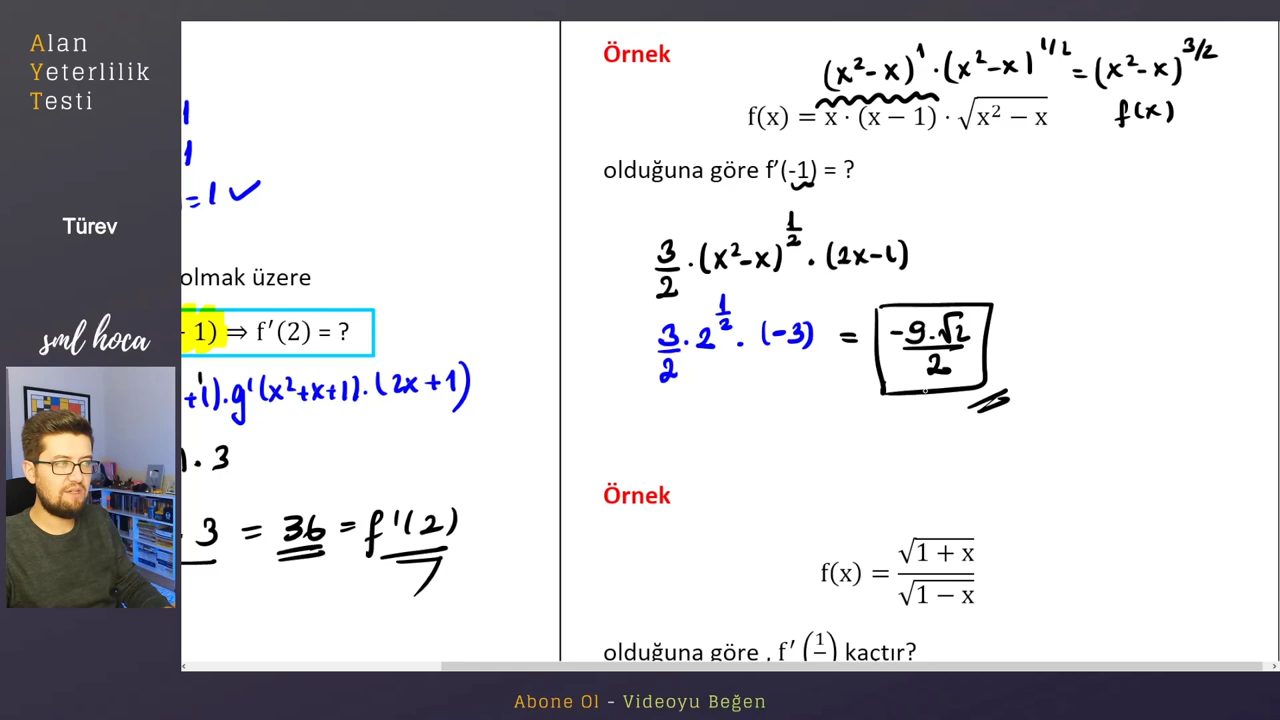 Alan
Yeterlilik
Testi
Türev
sml hoca
1
1
= 1 ✓
olmak üzere
1) ⇒ f′(2) = ?
+1).g'(x²+x+1).(2x+1)
1 . 3
. 3 = 36 = f'(2)
Örnek
(x²-x)¹ . (x²-x)^1/2 = (x²-x)^3/2
f(x) = x · (x − 1) · √(x² − x)
f(x)
olduğuna göre f'(-1) = ?
3/2 . (x²-x)^1/2 . (2x-1)
3/2 . 2^1/2 . (-3) = -9.√2/2
Örnek
f(x) = √(1 + x)/√(1 − x)
olduğuna göre , f′(1/ ) kaçtır?
Abone Ol - Videoyu Beğen